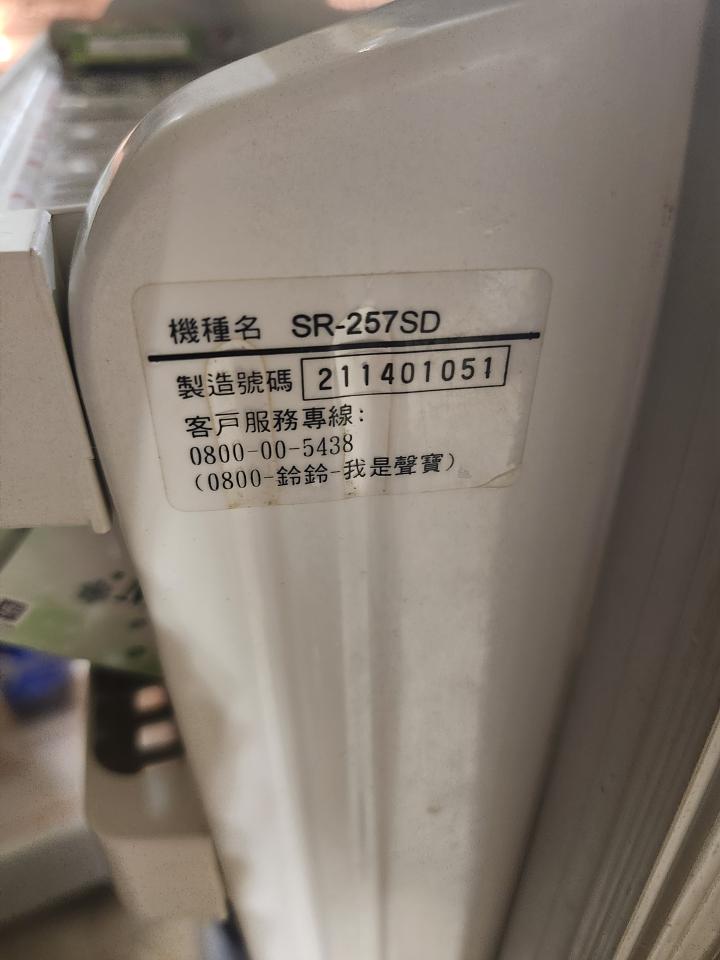 機種名 SR-257SD
製造號碼 211401051
客戶服務專線:
0800-00-5438
(0800-鈴鈴-我是聲寶)